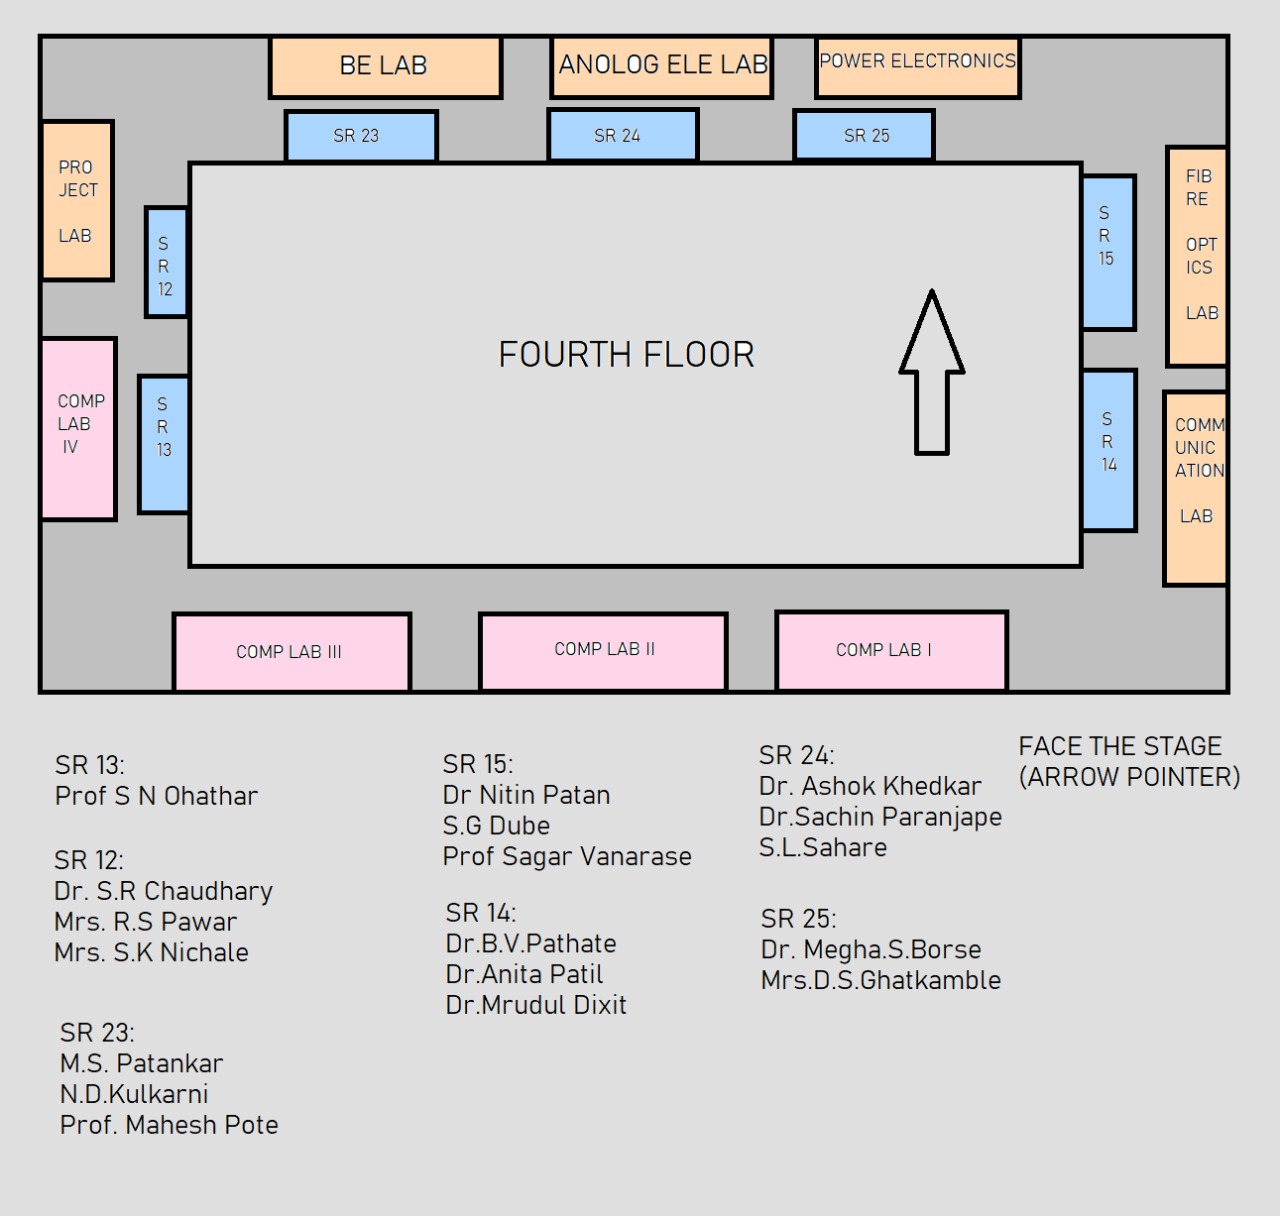 BE LAB
ANOLOG ELE LAB
POWER ELECTRONICS
SR 23
SR 24
SR 25
PRO
JECT
LAB
S
R
12
S
R
15
FIB
RE
OPT
ICS
LAB
FOURTH FLOOR
COMP
LAB
IV
S
R
13
S
R
14
COMM
UNIC
ATION
LAB
COMP LAB III
COMP LAB II
COMP LAB I
SR 13:
Prof S N Ohathar
SR 12:
Dr. S.R Chaudhary
Mrs. R.S Pawar
Mrs. S.K Nichale
SR 23:
M.S. Patankar
N.D.Kulkarni
Prof. Mahesh Pote
SR 15:
Dr Nitin Patan
S.G Dube
Prof Sagar Vanarase
SR 14:
Dr.B.V.Pathate
Dr.Anita Patil
Dr.Mrudul Dixit
SR 24:
Dr. Ashok Khedkar
Dr.Sachin Paranjape
S.L.Sahare
SR 25:
Dr. Megha.S.Borse
Mrs.D.S.Ghatkamble
FACE THE STAGE
(ARROW POINTER)